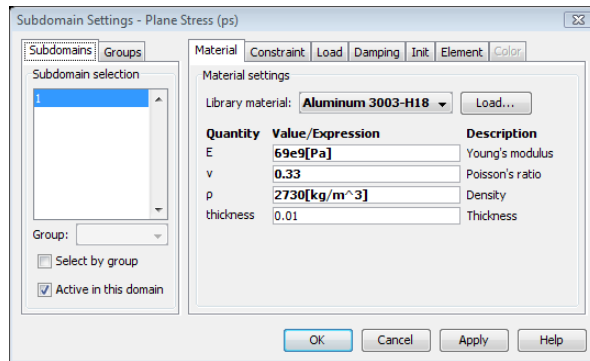 Subdomain Settings - Plane Stress (ps)
Subdomains Groups
Subdomain selection
1
Group:
Select by group
Active in this domain
Material Constraint Load Damping Init Element Color
Material settings
Library material: Aluminum 3003-H18 Load...
Quantity Value/Expression Description
E 69e9[Pa] Young's modulus
ν 0.33 Poisson's ratio
ρ 2730[kg/m^3] Density
thickness 0.01 Thickness
OK Cancel Apply Help